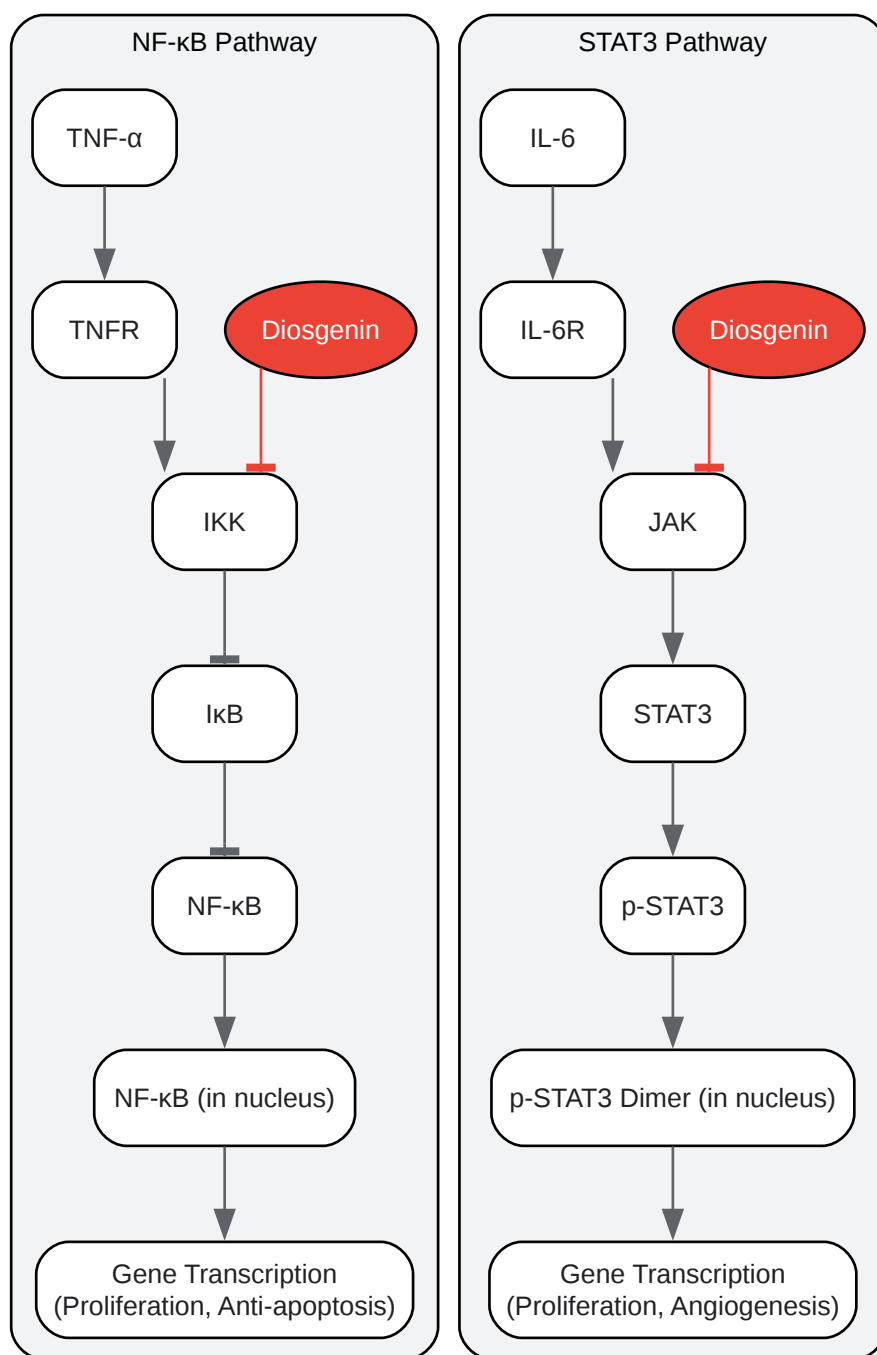 NF-κB Pathway
TNF-α
TNFR
Diosgenin
IKK
IκB
NF-κB
NF-κB (in nucleus)
Gene Transcription
(Proliferation, Anti-apoptosis)
STAT3 Pathway
IL-6
IL-6R
Diosgenin
JAK
STAT3
p-STAT3
p-STAT3 Dimer (in nucleus)
Gene Transcription
(Proliferation, Angiogenesis)